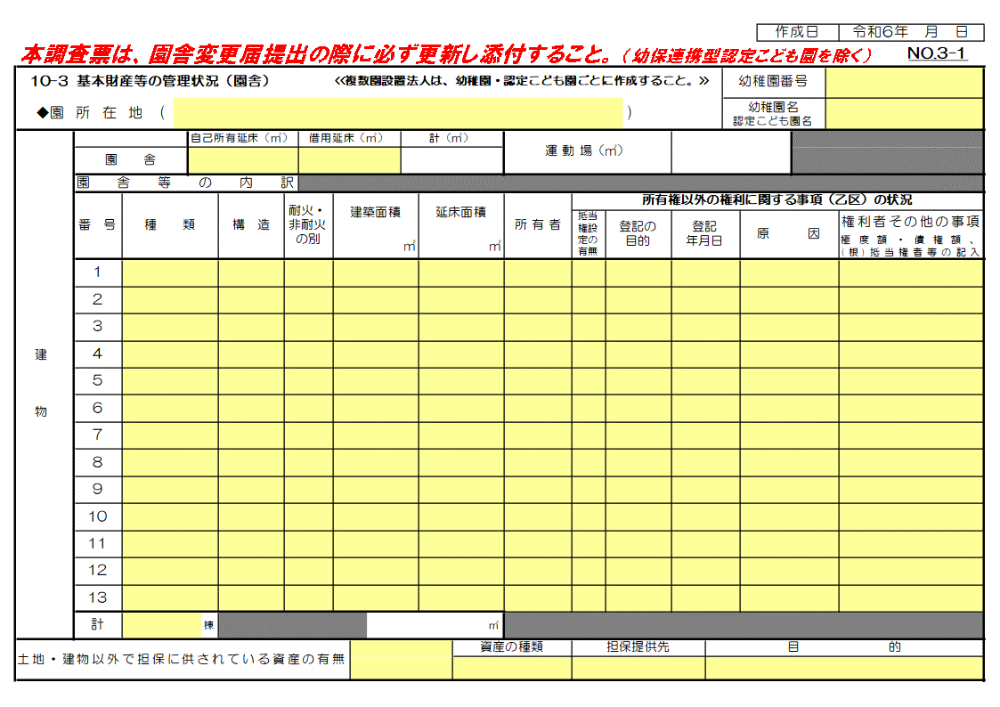 作成日 令和6年 月 日
本調査票は、園舎変更届提出の際に必ず更新し添付すること。(幼保連携型認定こども園を除く) NO.3-1
10-3 基本財産等の管理状況(園舎) ≪複数園設置法人は、幼稚園・認定こども園ごとに作成すること。≫ 幼稚園番号
◆園 所 在 地 ( ) 幼稚園名
認定こども園名
自己所有延床(㎡) 借用延床(㎡) 計(㎡) 運動場(㎡)
園 舎
園 舎 等 の 内 訳
所有権以外の権利に関する事項(乙区)の状況
番 号 種 類 構 造 耐火・
非耐火
の別
建築面積
㎡
延床面積
㎡
所 有 者
抵当
権設
定の
有無
登記の
目的
登記
年月日
原 因
権利者その他の事項
極 度 額 ・ 債 権 額 、
(根)抵 当 権 者 等 の 記 入
建
物
1
2
3
4
5
6
7
8
9
10
11
12
13
計 棟 ㎡
土地・建物以外で担保に供されている資産の有無 資産の種類 担保提供先 目 的